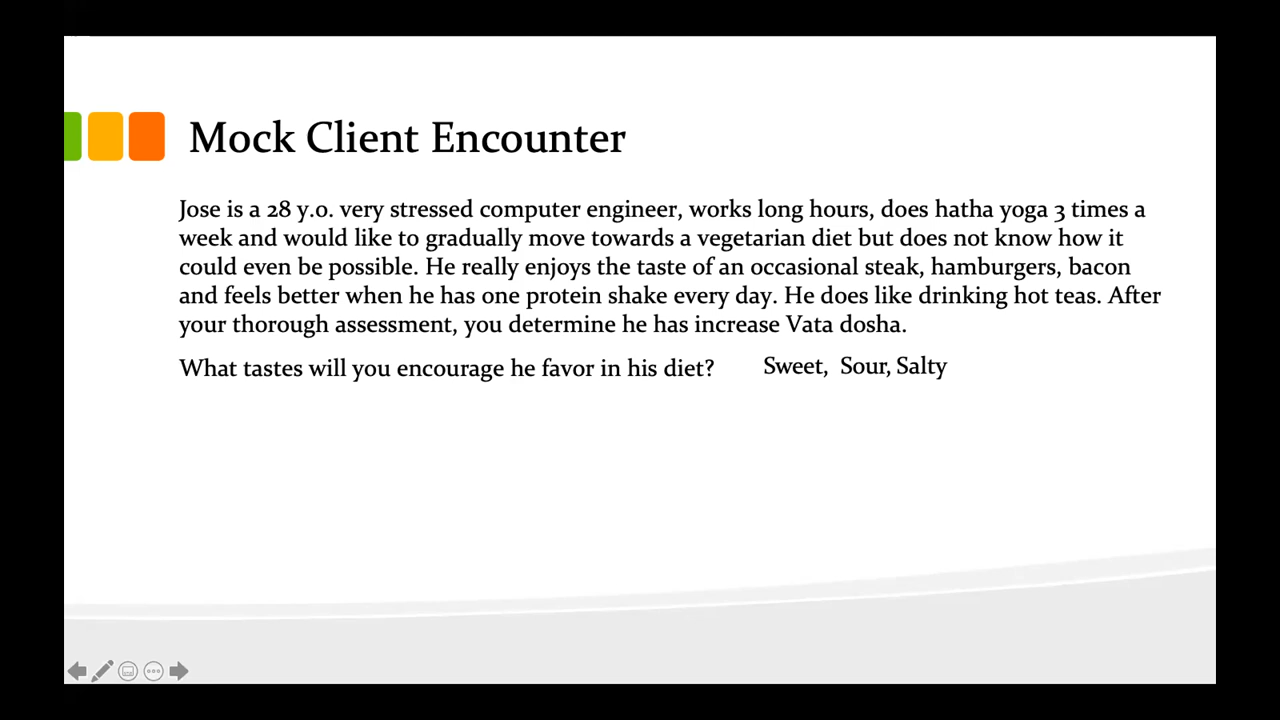 Mock Client Encounter
Jose is a 28 y.o. very stressed computer engineer, works long hours, does hatha yoga 3 times a
week and would like to gradually move towards a vegetarian diet but does not know how it
could even be possible. He really enjoys the taste of an occasional steak, hamburgers, bacon
and feels better when he has one protein shake every day. He does like drinking hot teas. After
your thorough assessment, you determine he has increase Vata dosha.
What tastes will you encourage he favor in his diet? Sweet, Sour, Salty